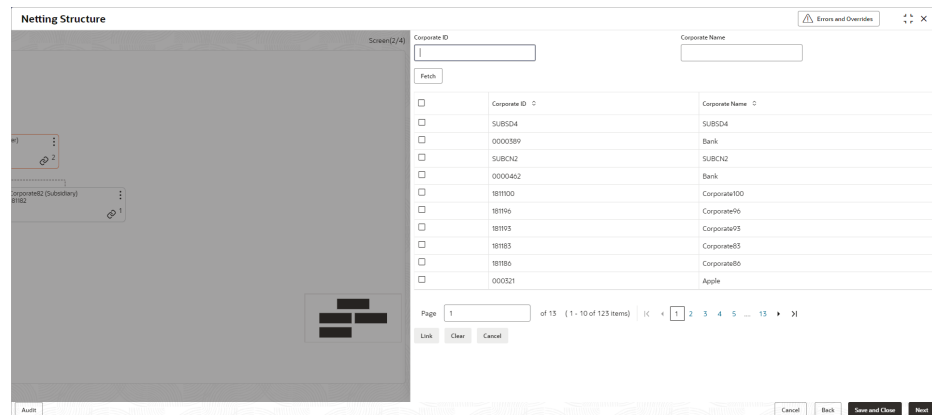 Netting Structure
Errors and Overrides
Screen(2/4)
Corporate ID
Corporate Name
Fetch
Corporate ID
Corporate Name
SUBSD4
SUBSD4
0000389
Bank
SUBCN2
SUBCN2
0000462
Bank
1811100
Corporate100
181196
Corporate96
181193
Corporate93
181183
Corporate83
181186
Corporate86
000321
Apple
er)
2
Corporate82 (Subsidiary)
81182
1
Page 1 of 13 (1 - 10 of 123 items) 1 2 3 4 5 ... 13
Link Clear Cancel
Audit
Cancel Back Save and Close Next